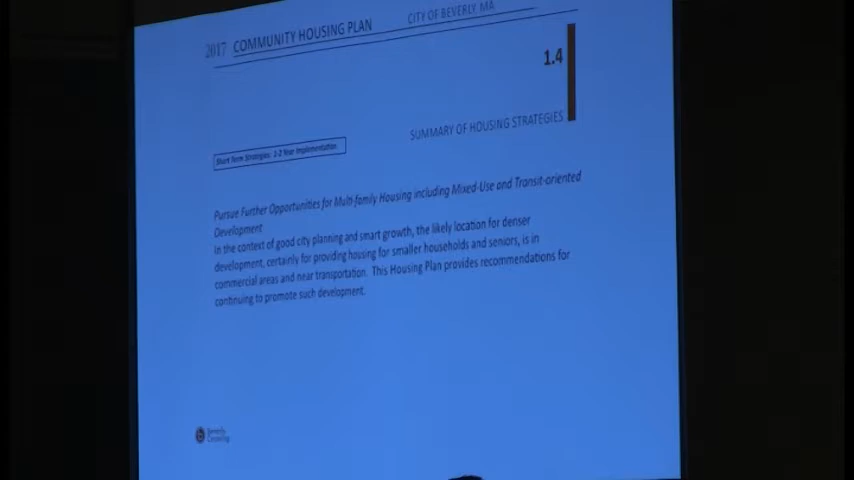 2017 COMMUNITY HOUSING PLAN CITY OF BEVERLY MA
1.4
SUMMARY OF HOUSING STRATEGIES
Short Term Strategies: 1-2 Year Implementation
Pursue Further Opportunities for Multi family Housing including Mixed-Use and Transit-oriented
Development
In the context of good city planning and smart growth, the likely location for denser
development, certainly for providing housing for smaller households and seniors, is in
commercial areas and near transportation. This Housing Plan provides recommendations for
continuing to promote such development.
Beverly
Crossing